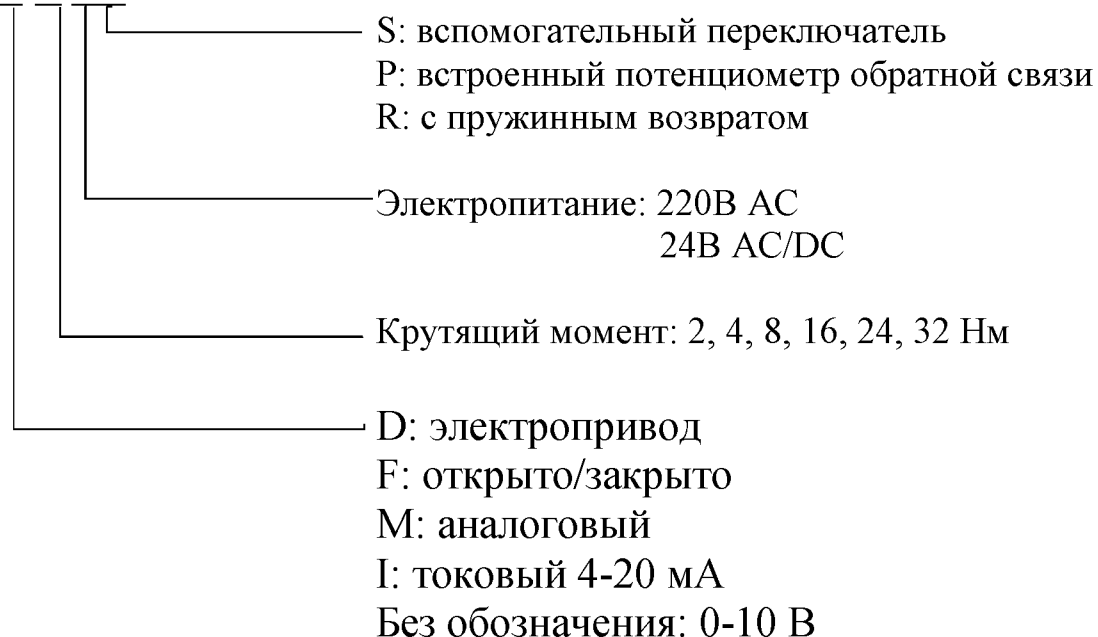 S: вспомогательный переключатель
P: встроенный потенциометр обратной связи
R: с пружинным возвратом
Электропитание: 220В AC
24В AC/DC
Крутящий момент: 2, 4, 8, 16, 24, 32 Нм
D: электропривод
F: открыто/закрыто
M: аналоговый
I: токовый 4-20 мА
Без обозначения: 0-10 В